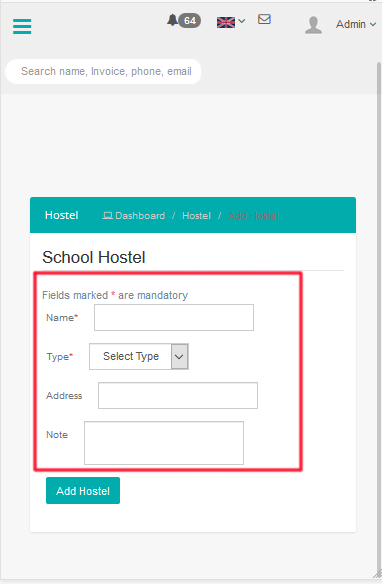 64
Admin
Search name, Invoice, phone, email
Hostel
Dashboard / Hostel / Add Hostel
School Hostel
Fields marked * are mandatory
Name*
Type* Select Type
Address
Note
Add Hostel